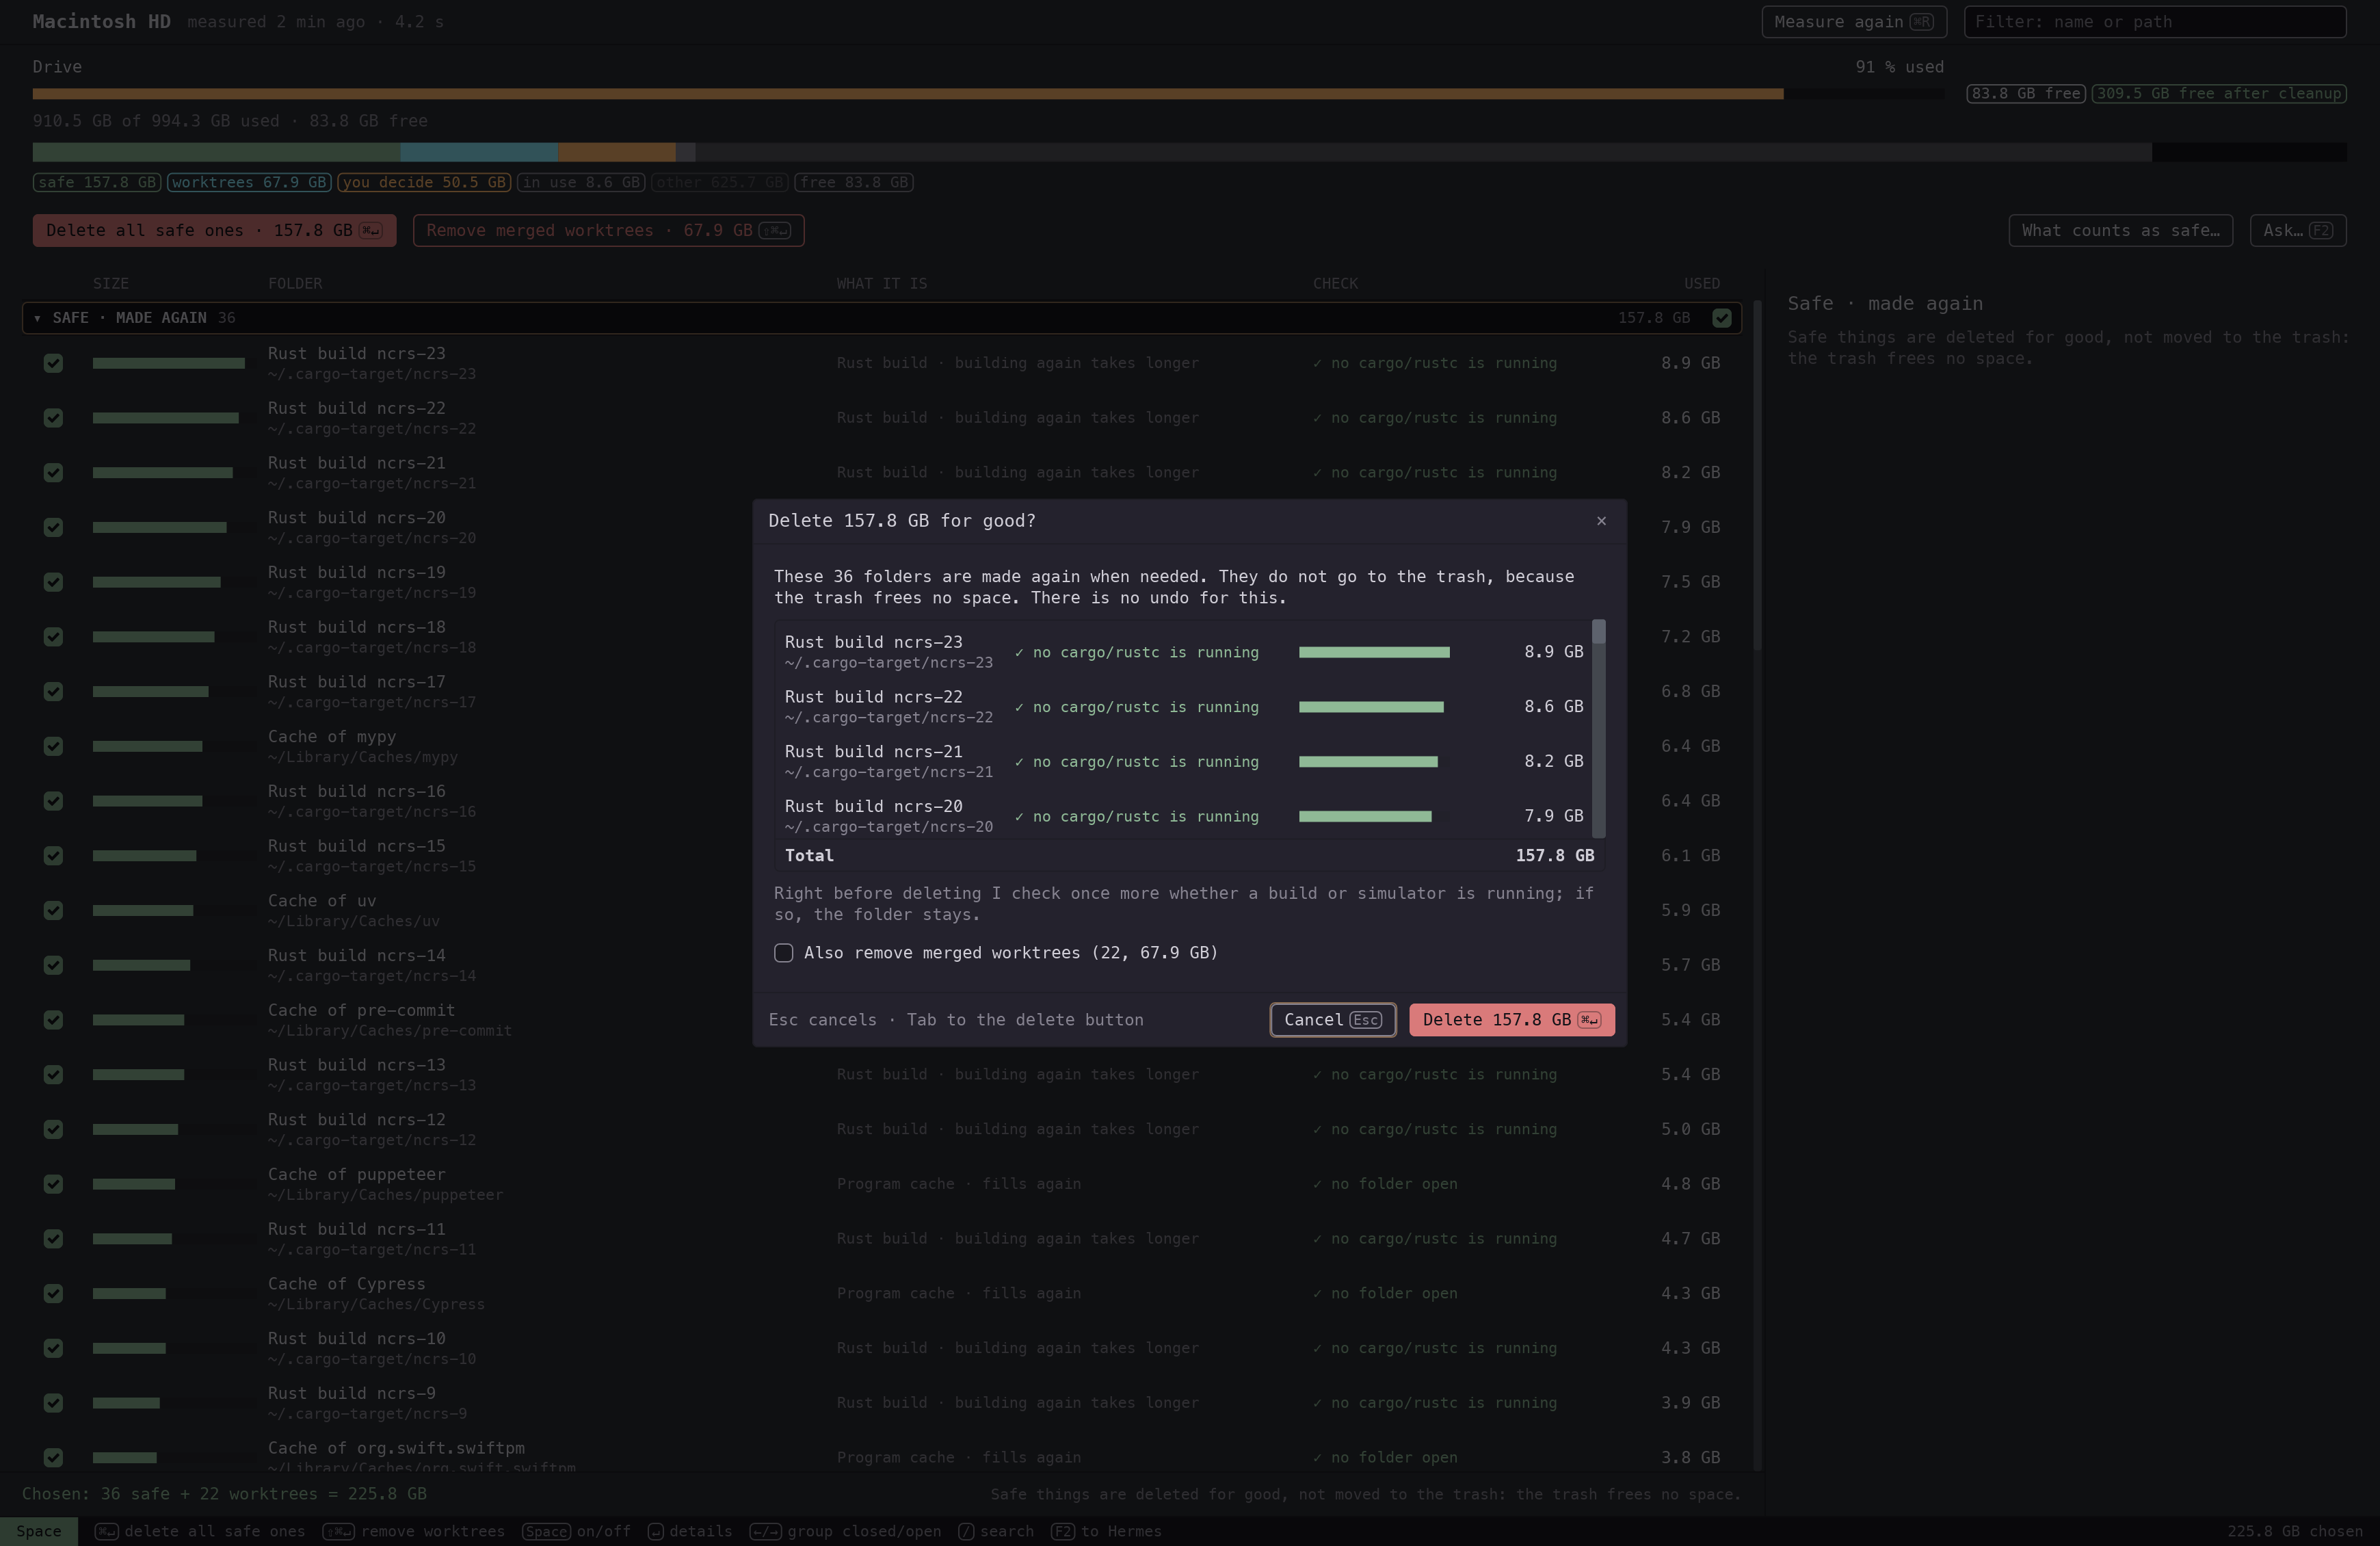 Macintosh HD measured 2 min ago · 4.2 s Measure again ⌘R Filter: name or path
Drive 91 % used
83.8 GB free 309.5 GB free after cleanup
910.5 GB of 994.3 GB used · 83.8 GB free
safe 157.8 GB worktrees 67.9 GB you decide 50.5 GB in use 8.6 GB other 625.7 GB free 83.8 GB
Delete all safe ones · 157.8 GB ⌘↵ Remove merged worktrees · 67.9 GB ⇧⌘↵ What counts as safe… Ask… F2
SIZE FOLDER WHAT IT IS CHECK USED
▾ SAFE · MADE AGAIN 36 157.8 GB
Rust build ncrs-23
~/.cargo-target/ncrs-23
Rust build · building again takes longer ✓ no cargo/rustc is running 8.9 GB
Rust build ncrs-22
~/.cargo-target/ncrs-22
Rust build · building again takes longer ✓ no cargo/rustc is running 8.6 GB
Rust build ncrs-21
~/.cargo-target/ncrs-21
Rust build · building again takes longer ✓ no cargo/rustc is running 8.2 GB
Rust build ncrs-20
~/.cargo-target/ncrs-20
7.9 GB
Rust build ncrs-19
~/.cargo-target/ncrs-19
7.5 GB
Rust build ncrs-18
~/.cargo-target/ncrs-18
7.2 GB
Rust build ncrs-17
~/.cargo-target/ncrs-17
6.8 GB
Cache of mypy
~/Library/Caches/mypy
6.4 GB
Rust build ncrs-16
~/.cargo-target/ncrs-16
6.4 GB
Rust build ncrs-15
~/.cargo-target/ncrs-15
6.1 GB
Cache of uv
~/Library/Caches/uv
5.9 GB
Rust build ncrs-14
~/.cargo-target/ncrs-14
5.7 GB
Cache of pre-commit
~/Library/Caches/pre-commit
5.4 GB
Rust build ncrs-13
~/.cargo-target/ncrs-13
Rust build · building again takes longer ✓ no cargo/rustc is running 5.4 GB
Rust build ncrs-12
~/.cargo-target/ncrs-12
Rust build · building again takes longer ✓ no cargo/rustc is running 5.0 GB
Cache of puppeteer
~/Library/Caches/puppeteer
Program cache · fills again ✓ no folder open 4.8 GB
Rust build ncrs-11
~/.cargo-target/ncrs-11
Rust build · building again takes longer ✓ no cargo/rustc is running 4.7 GB
Cache of Cypress
~/Library/Caches/Cypress
Program cache · fills again ✓ no folder open 4.3 GB
Rust build ncrs-10
~/.cargo-target/ncrs-10
Rust build · building again takes longer ✓ no cargo/rustc is running 4.3 GB
Rust build ncrs-9
~/.cargo-target/ncrs-9
Rust build · building again takes longer ✓ no cargo/rustc is running 3.9 GB
Cache of org.swift.swiftpm
~/Library/Caches/org.swift.swiftpm
Program cache · fills again ✓ no folder open 3.8 GB
Safe · made again
Safe things are deleted for good, not moved to the trash:
the trash frees no space.
Delete 157.8 GB for good? ×
These 36 folders are made again when needed. They do not go to the trash, because
the trash frees no space. There is no undo for this.
Rust build ncrs-23
~/.cargo-target/ncrs-23
✓ no cargo/rustc is running 8.9 GB
Rust build ncrs-22
~/.cargo-target/ncrs-22
✓ no cargo/rustc is running 8.6 GB
Rust build ncrs-21
~/.cargo-target/ncrs-21
✓ no cargo/rustc is running 8.2 GB
Rust build ncrs-20
~/.cargo-target/ncrs-20
✓ no cargo/rustc is running 7.9 GB
Total 157.8 GB
Right before deleting I check once more whether a build or simulator is running; if
so, the folder stays.
Also remove merged worktrees (22, 67.9 GB)
Esc cancels · Tab to the delete button Cancel Esc Delete 157.8 GB ⌘↵
Chosen: 36 safe + 22 worktrees = 225.8 GB Safe things are deleted for good, not moved to the trash: the trash frees no space.
Space ⌘↵ delete all safe ones ⇧⌘↵ remove worktrees Space on/off ↵ details ←/→ group closed/open / search F2 to Hermes 225.8 GB chosen